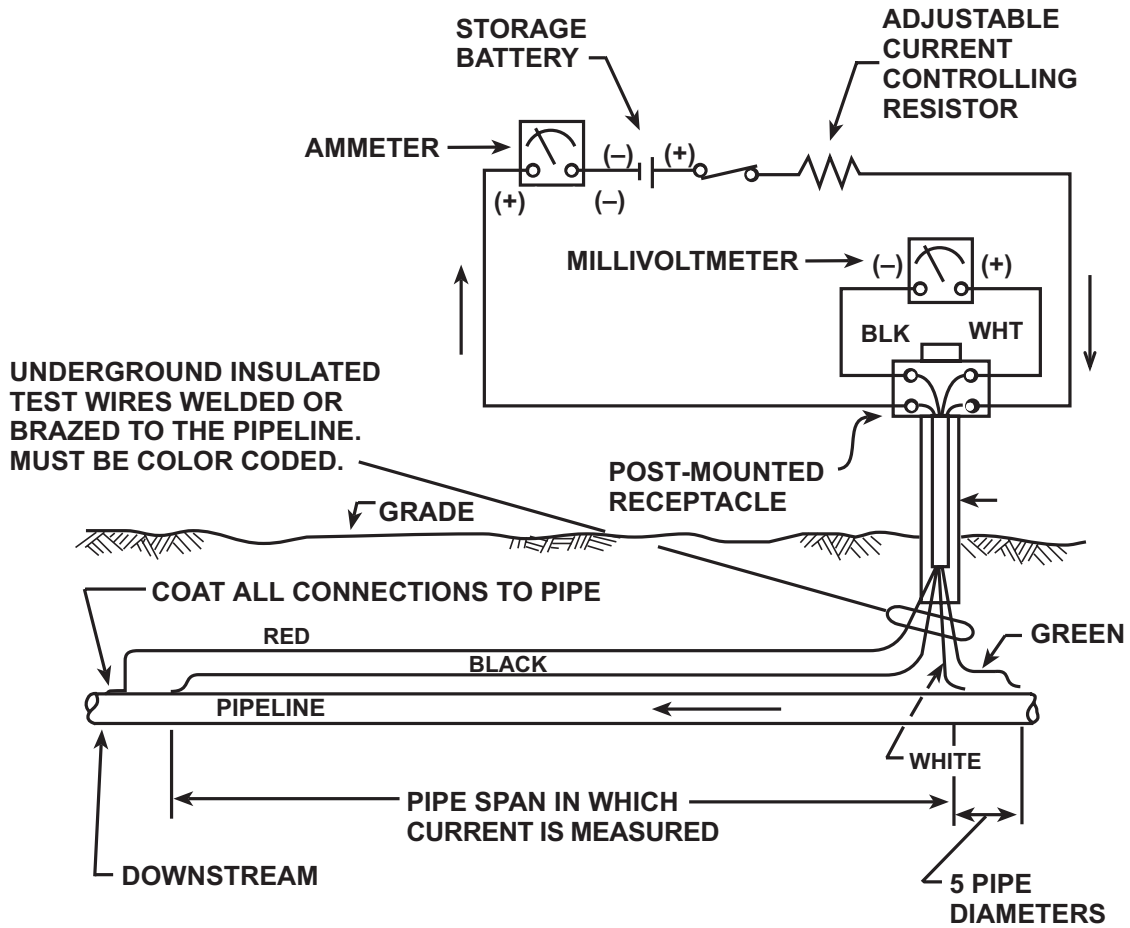 STORAGE
BATTERY
ADJUSTABLE
CURRENT
CONTROLLING
RESISTOR
AMMETER
(–)
(+)
(+)
(–)
MILLIVOLTMETER
(–)
(+)
BLK
WHT
UNDERGROUND INSULATED
TEST WIRES WELDED OR
BRAZED TO THE PIPELINE.
MUST BE COLOR CODED.
POST-MOUNTED
RECEPTACLE
GRADE
COAT ALL CONNECTIONS TO PIPE
RED
GREEN
BLACK
PIPELINE
WHITE
PIPE SPAN IN WHICH
CURRENT IS MEASURED
DOWNSTREAM
5 PIPE
DIAMETERS